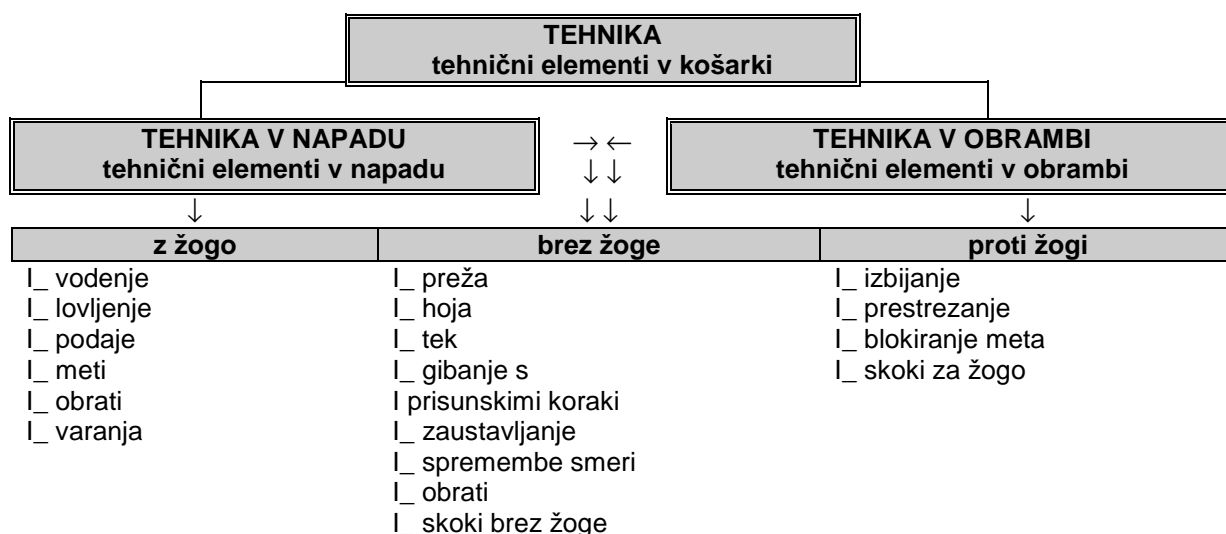 TEHNIKA
tehnični elementi v košarki
TEHNIKA V NAPADU
tehnični elementi v napadu
→ ←
↓ ↓
TEHNIKA V OBRAMBI
tehnični elementi v obrambi
↓
↓ ↓
↓
z žogo
I_ vodenje
I_ lovljenje
I_ podaje
I_ meti
I_ obrati
I_ varanja
brez žoge
I_ preža
I_ hoja
I_ tek
I_ gibanje s
I prisunskimi koraki
I_ zaustavljanje
I_ spremembe smeri
I_ obrati
I_ skoki brez žoge
proti žogi
I_ izbijanje
I_ prestrezanje
I_ blokiranje meta
I_ skoki za žogo